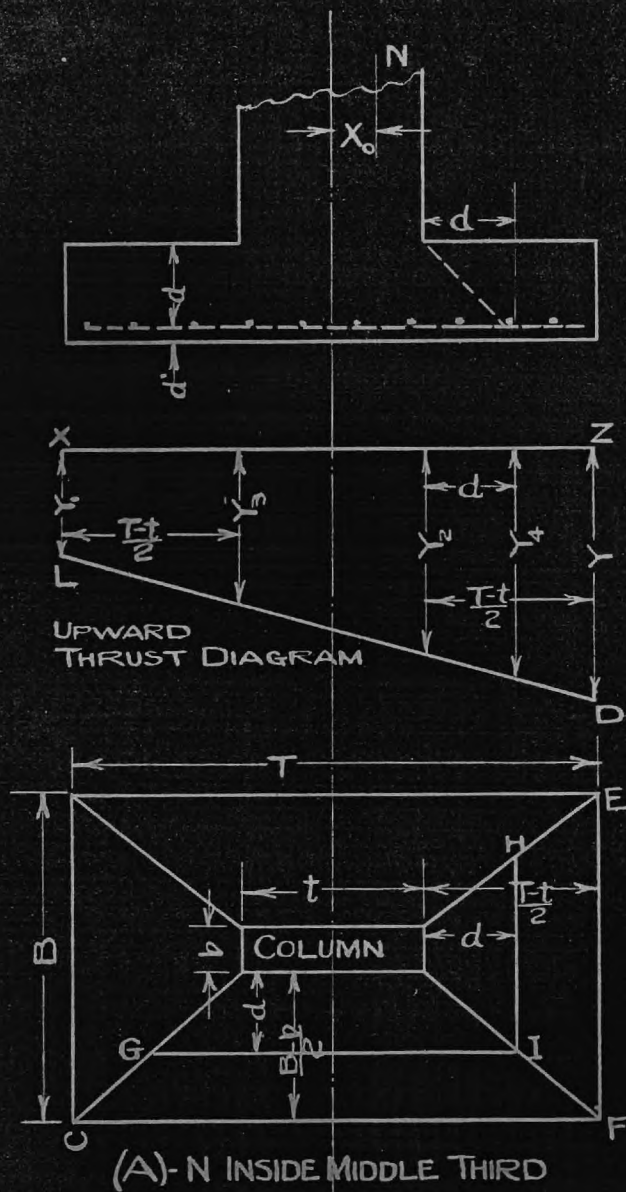 N
X₀
d
d
d'
X
Z
Y₁
T-t/2
Y₃
d
Y₂
Y₄
Y
T-t/2
L
UPWARD
THRUST DIAGRAM
D
T
E
H
t
T-t/2
B
b
COLUMN
d
d
B-b/2
G
I
C
F
(A)- N INSIDE MIDDLE THIRD